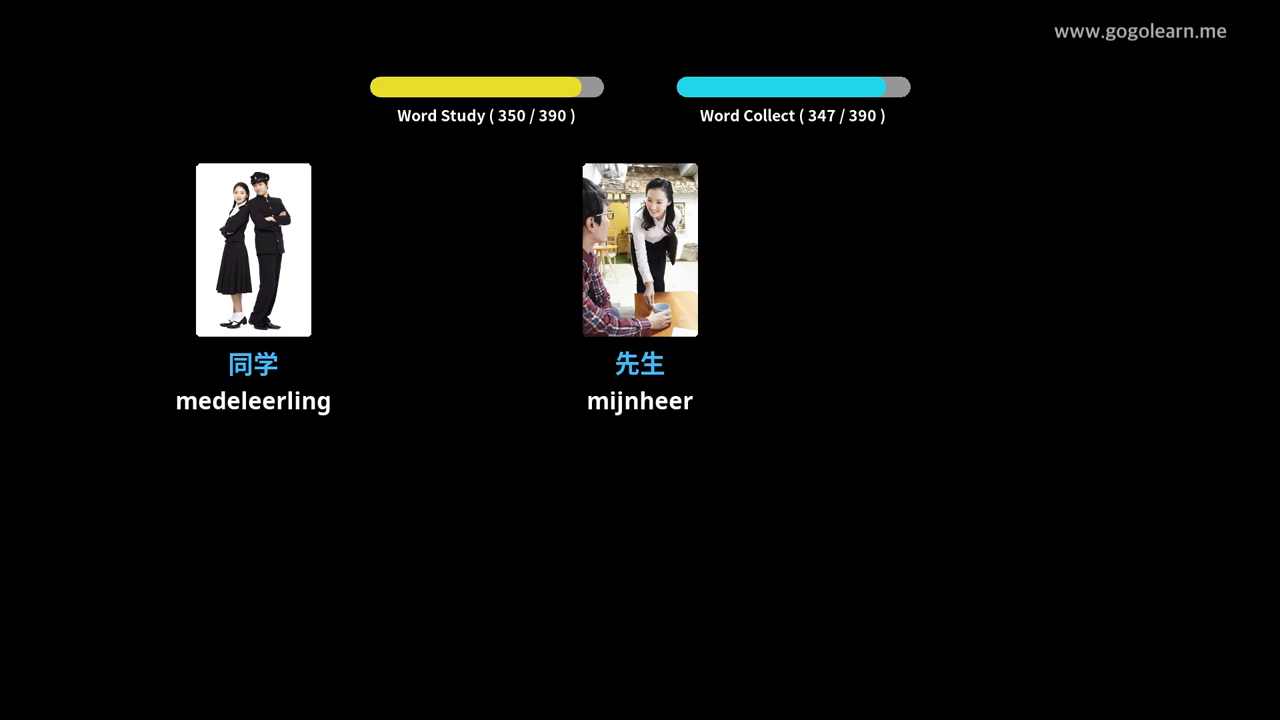 www.gogolearn.me
Word Study ( 350 / 390 )
Word Collect ( 347 / 390 )
同学
medeleerling
先生
mijnheer